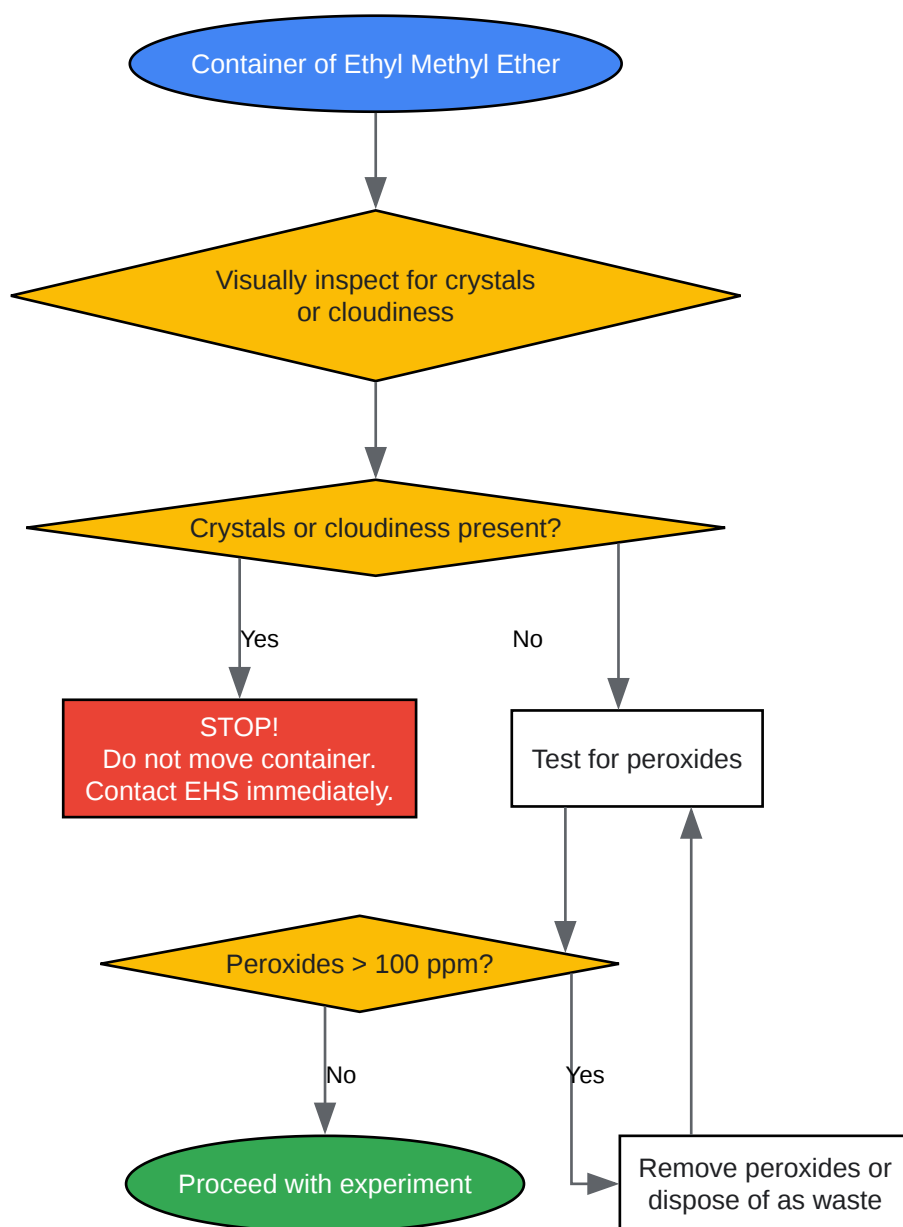 Container of Ethyl Methyl Ether
Visually inspect for crystals
or cloudiness
Crystals or cloudiness present?
Yes
No
STOP!
Do not move container.
Contact EHS immediately.
Test for peroxides
Peroxides > 100 ppm?
No
Yes
Proceed with experiment
Remove peroxides or
dispose of as waste